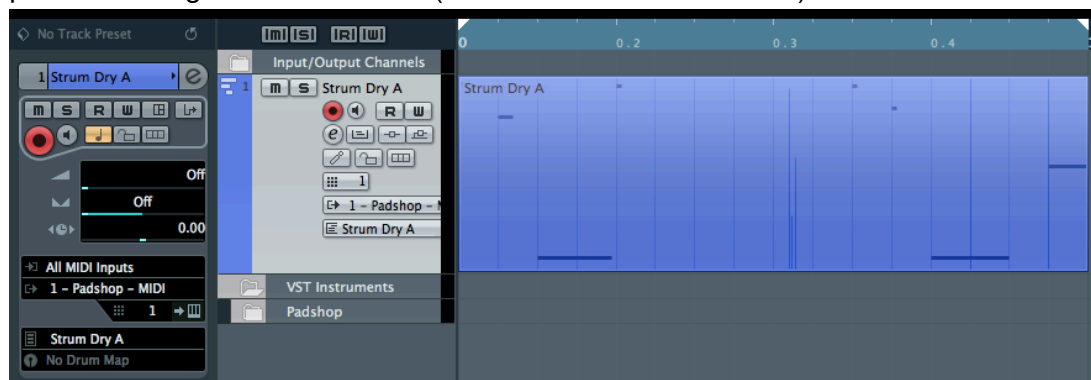 No Track Preset
1 Strum Dry A e
m S R W
Off
Off
0.00
All MIDI Inputs
1 - Padshop - MIDI
1
Strum Dry A
No Drum Map
m S R W
Input/Output Channels
1 m S Strum Dry A
R W
e
1
1 - Padshop -
Strum Dry A
VST Instruments
Padshop
0 0.2 0.3 0.4
Strum Dry A